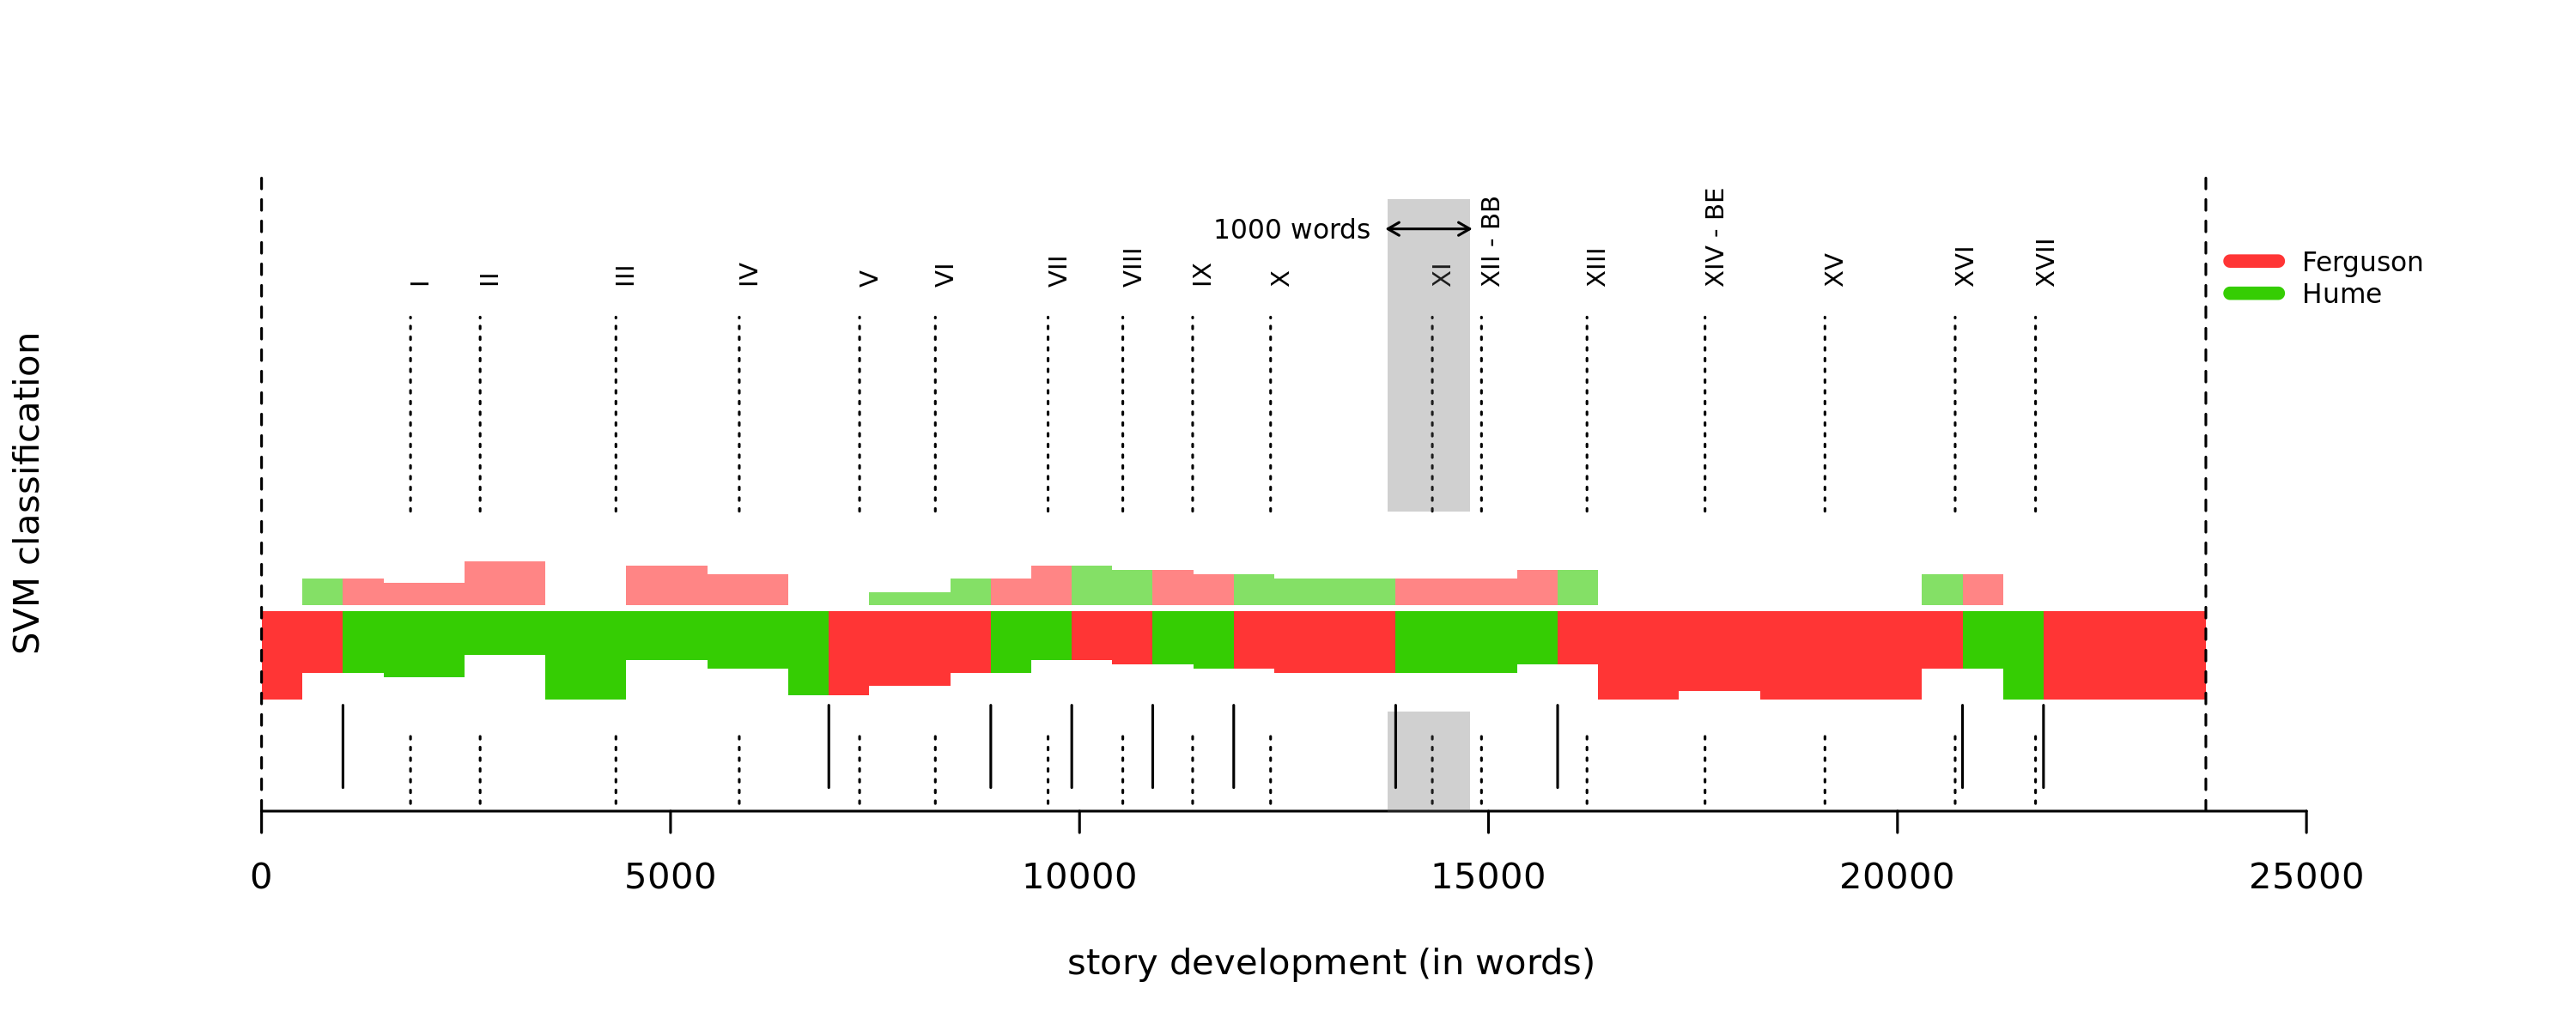 1000 words
I
II
III
IV
V
VI
VII
VIII
IX
X
XI
XII - BB
XIII
XIV - BE
XV
XVI
XVII
Ferguson
Hume
SVM classification
0
5000
10000
15000
20000
25000
story development (in words)